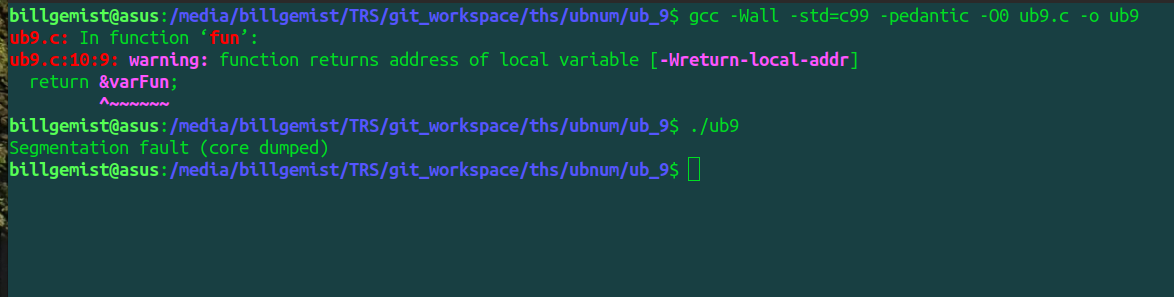 billgemist@asus:/media/billgemist/TRS/git_workspace/ths/ubnum/ub_9$ gcc -Wall -std=c99 -pedantic -O0 ub9.c -o ub9
ub9.c: In function ‘fun’:
ub9.c:10:9: warning: function returns address of local variable [-Wreturn-local-addr]
  return &varFun;
         ^~~~~~~
billgemist@asus:/media/billgemist/TRS/git_workspace/ths/ubnum/ub_9$ ./ub9
Segmentation fault (core dumped)
billgemist@asus:/media/billgemist/TRS/git_workspace/ths/ubnum/ub_9$